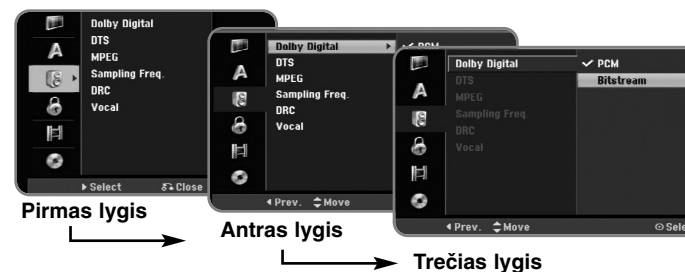 Dolby Digital
DTS
MPEG
Sampling Freq.
DRC
Vocal
Select Close
Pirmas lygis
Dolby Digital PCM
DTS
MPEG
Sampling Freq.
DRC
Vocal
Prev. Move
Antras lygis
Dolby Digital PCM
DTS Bitstream
MPEG
Sampling Freq.
DRC
Vocal
Prev. Move
Trečias lygis